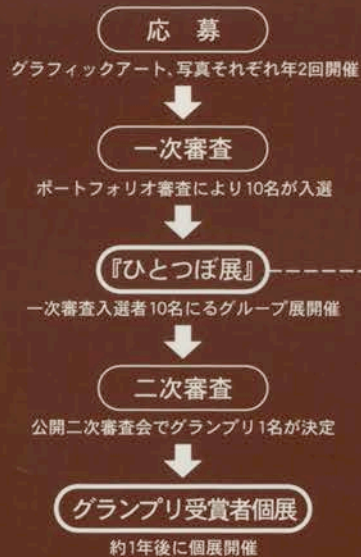 応 募
グラフィックアート、写真それぞれ年2回開催
一次審査
ポートフォリオ審査により10名が入選
『ひとつぼ展』
一次審査入選者10名にるグループ展開催
二次審査
公開二次審査会でグランプリ1名が決定
グランプリ受賞者個展
約1年後に個展開催